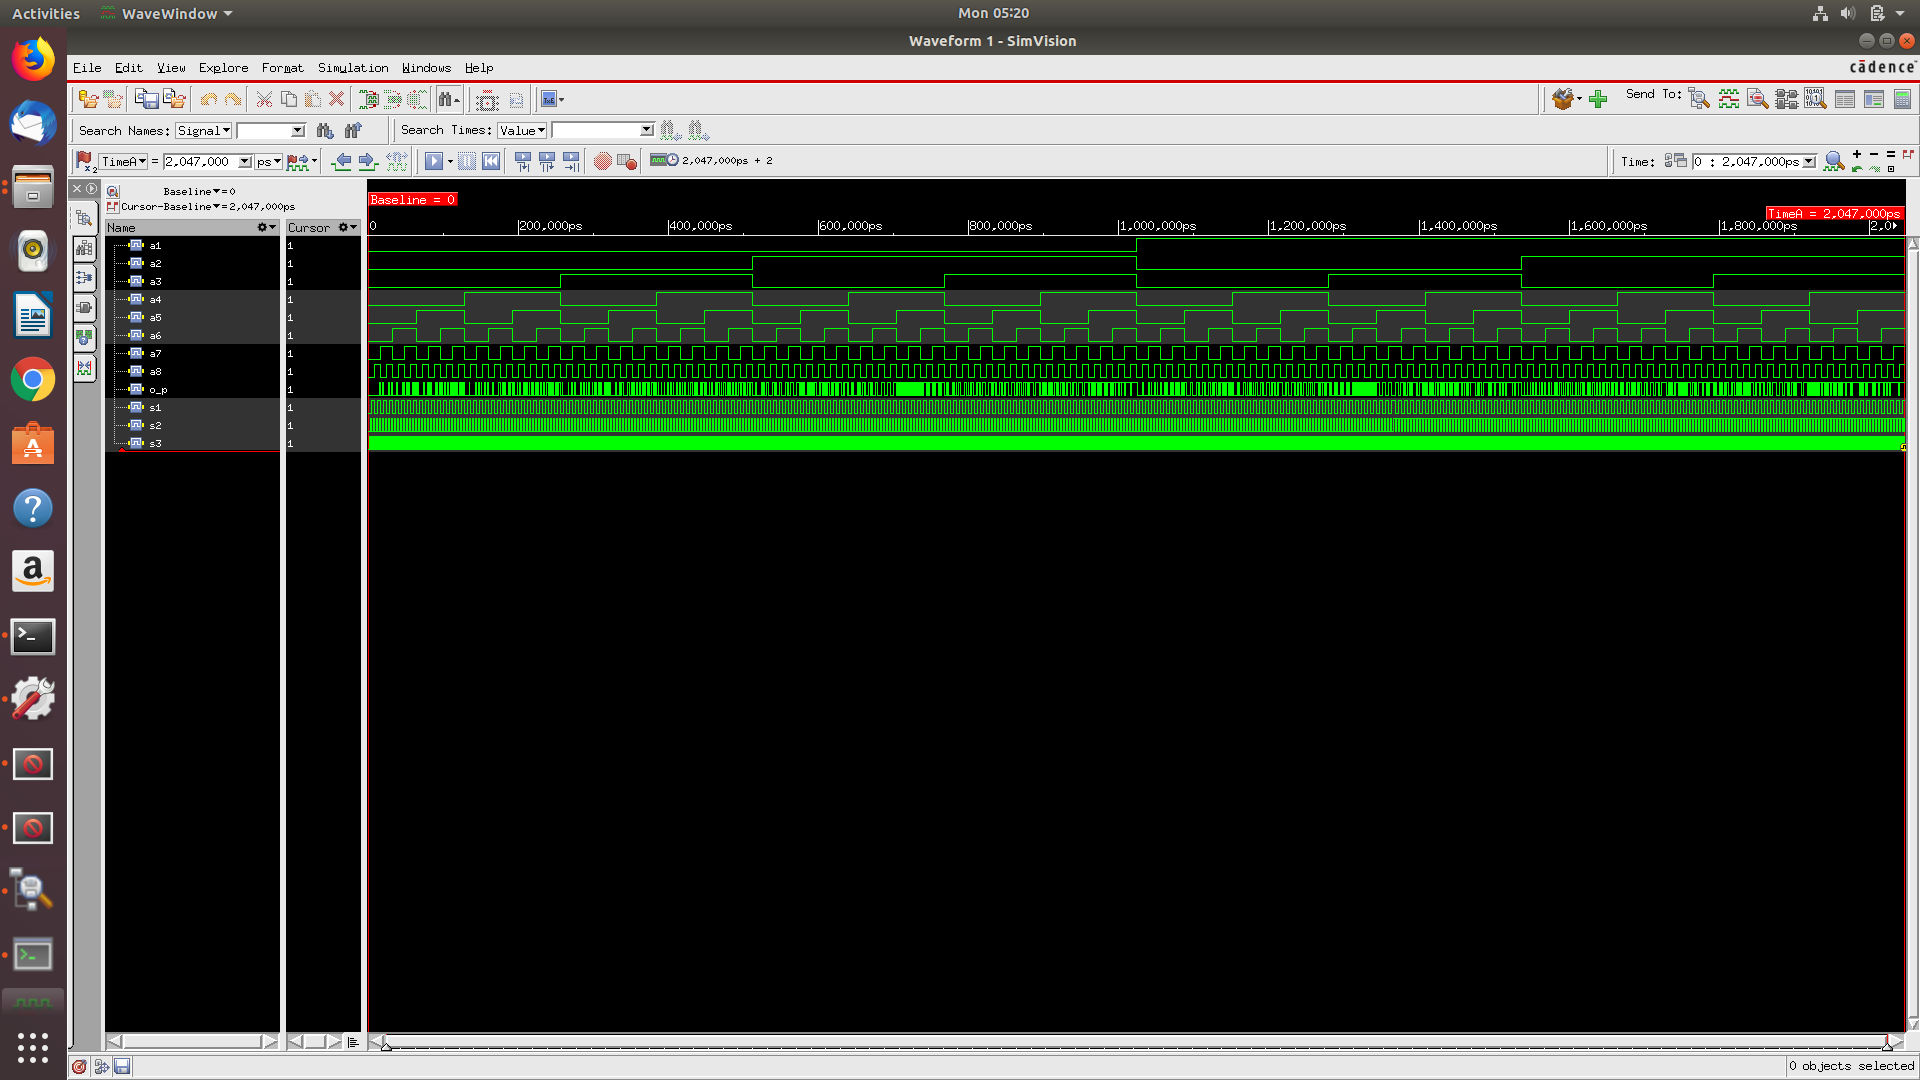 Activities WaveWindow Mon 05:20
Waveform 1 - SimVision
File Edit View Explore Format Simulation Windows Help cādence
Send To:
Search Names: Signal Search Times: Value
TimeA = 2,047,000 ps 2,047,000ps + 2 Time: 0 : 2,047,000ps
Baseline = 0
Cursor-Baseline = 2,047,000ps
Baseline = 0
TimeA = 2,047,000ps
Name Cursor 0 200,000ps 400,000ps 600,000ps 800,000ps 1,000,000ps 1,200,000ps 1,400,000ps 1,600,000ps 1,800,000ps 2,0
a1 1
a2 1
a3 1
a4 1
a5 1
a6 1
a7 1
a8 1
o_p 1
s1 1
s2 1
s3 1
0 objects selected